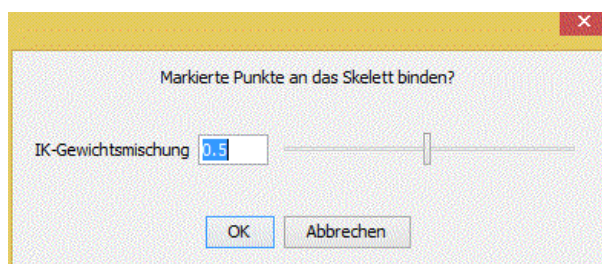 Markierte Punkte an das Skelett binden?
IK-Gewichtsmischung 0.5
OK Abbrechen